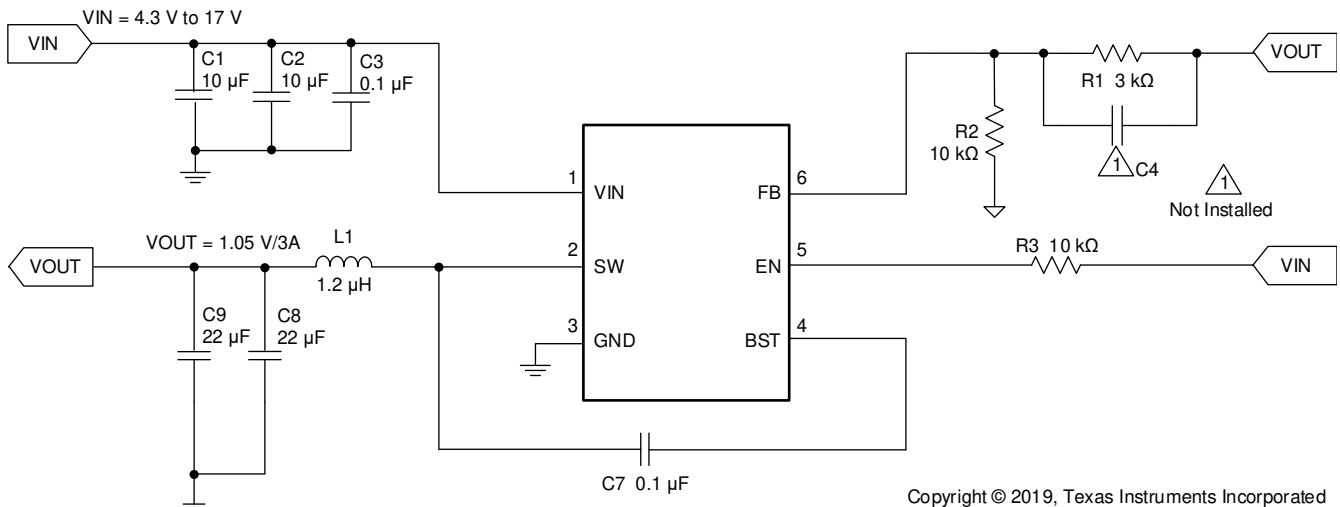 VIN = 4.3 V to 17 V
VIN
C1
10 µF
C2
10 µF
C3
0.1 µF
VOUT
R1 3 kΩ
R2
10 kΩ
1
C4
1
Not Installed
1
VIN
FB
6
VOUT = 1.05 V/3A
VOUT
L1
1.2 µH
2
SW
EN
5
R3 10 kΩ
VIN
C9
22 µF
C8
22 µF
3
GND
BST
4
C7 0.1 µF
Copyright © 2019, Texas Instruments Incorporated